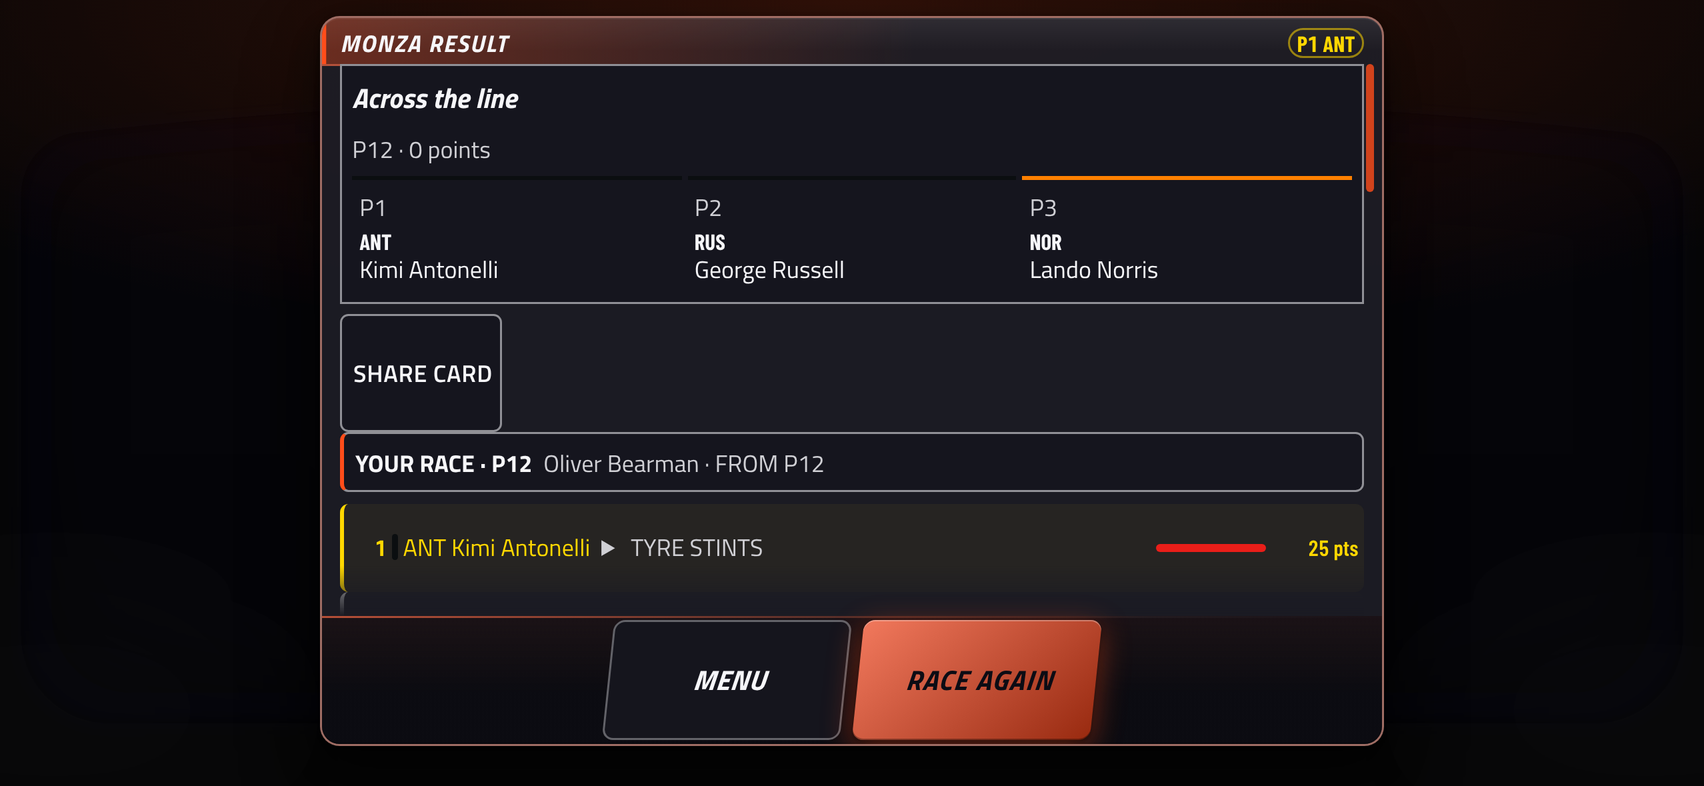 MONZA RESULT
P1 ANT
Across the line
P12 · 0 points
P1
ANT
Kimi Antonelli
P2
RUS
George Russell
P3
NOR
Lando Norris
SHARE CARD
YOUR RACE · P12 Oliver Bearman · FROM P12
1 ANT Kimi Antonelli ▶ TYRE STINTS 25 pts
MENU
RACE AGAIN